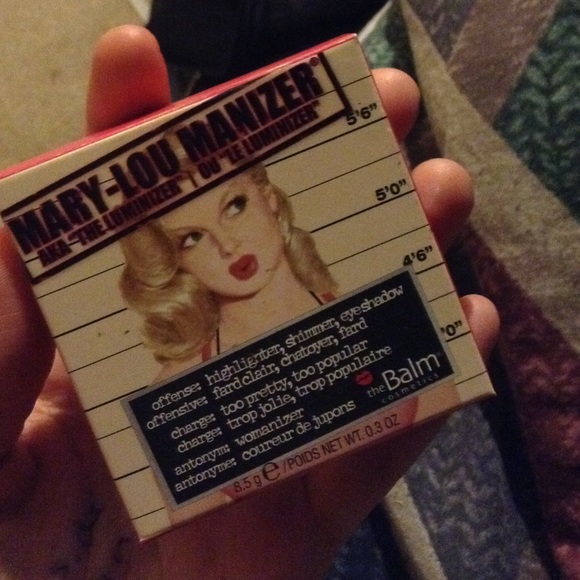 MARY-LOU MANIZER®
AKA "THE LUMINIZER" | OU "LE LUMINIZER"
5'6"
5'0"
4'6"
'0"
offense: highlighter, shimmer, eyeshadow
offensive: fard clair, chatoyer, fard
charge: too pretty, too popular
charge: trop jolie, trop populaire
antonym: womanizer
antonyme: coureur de jupons
theBalm®
cosmetics
8.5 g e /POIDS NET WT. 0.3 OZ